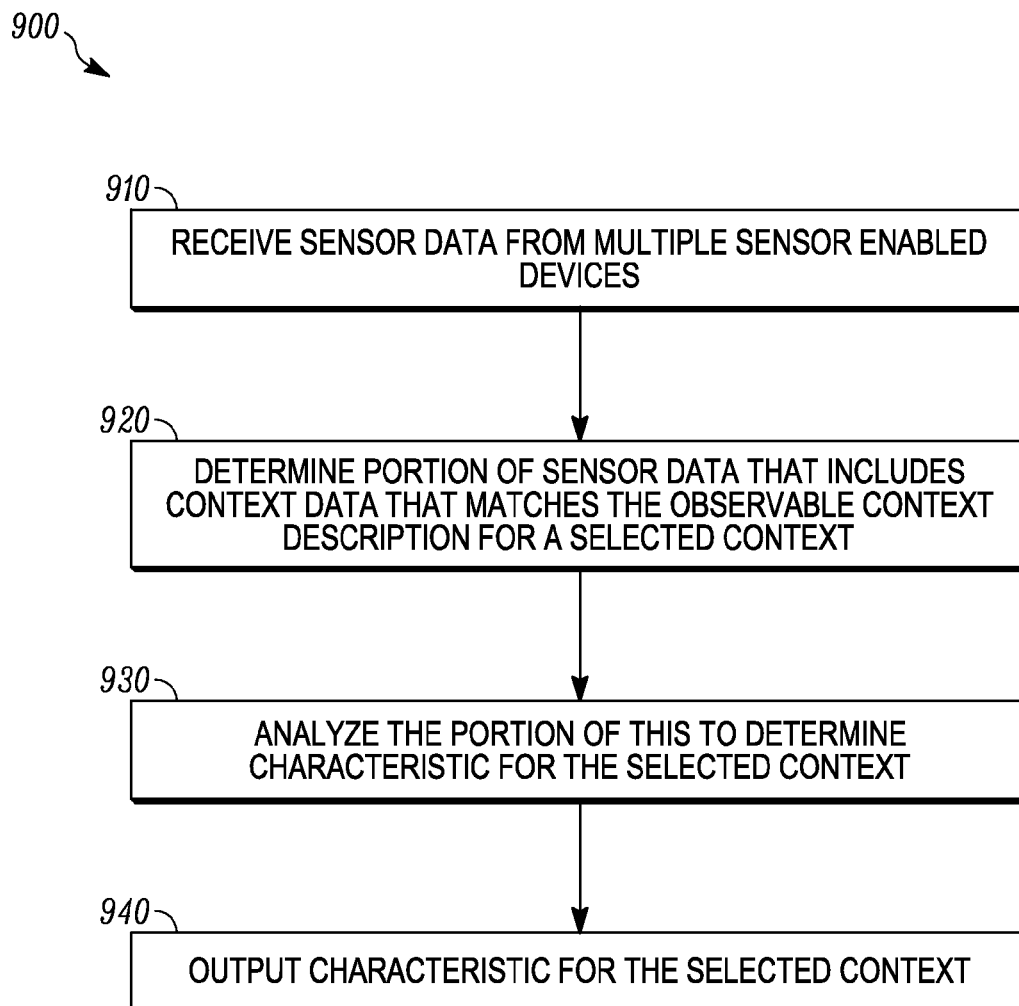 900
910
RECEIVE SENSOR DATA FROM MULTIPLE SENSOR ENABLED
DEVICES
920
DETERMINE PORTION OF SENSOR DATA THAT INCLUDES
CONTEXT DATA THAT MATCHES THE OBSERVABLE CONTEXT
DESCRIPTION FOR A SELECTED CONTEXT
930
ANALYZE THE PORTION OF THIS TO DETERMINE
CHARACTERISTIC FOR THE SELECTED CONTEXT
940
OUTPUT CHARACTERISTIC FOR THE SELECTED CONTEXT